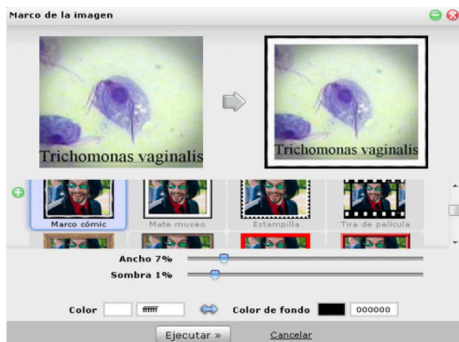 Marco de la imagen
Trichomonas vaginalis
Trichomonas vaginalis
Marco cómic
Mate museo
Estampilla
Tira de película
Ancho 7%
Sombra 1%
Color
ffffff
Color de fondo
000000
Ejecutar »
Cancelar